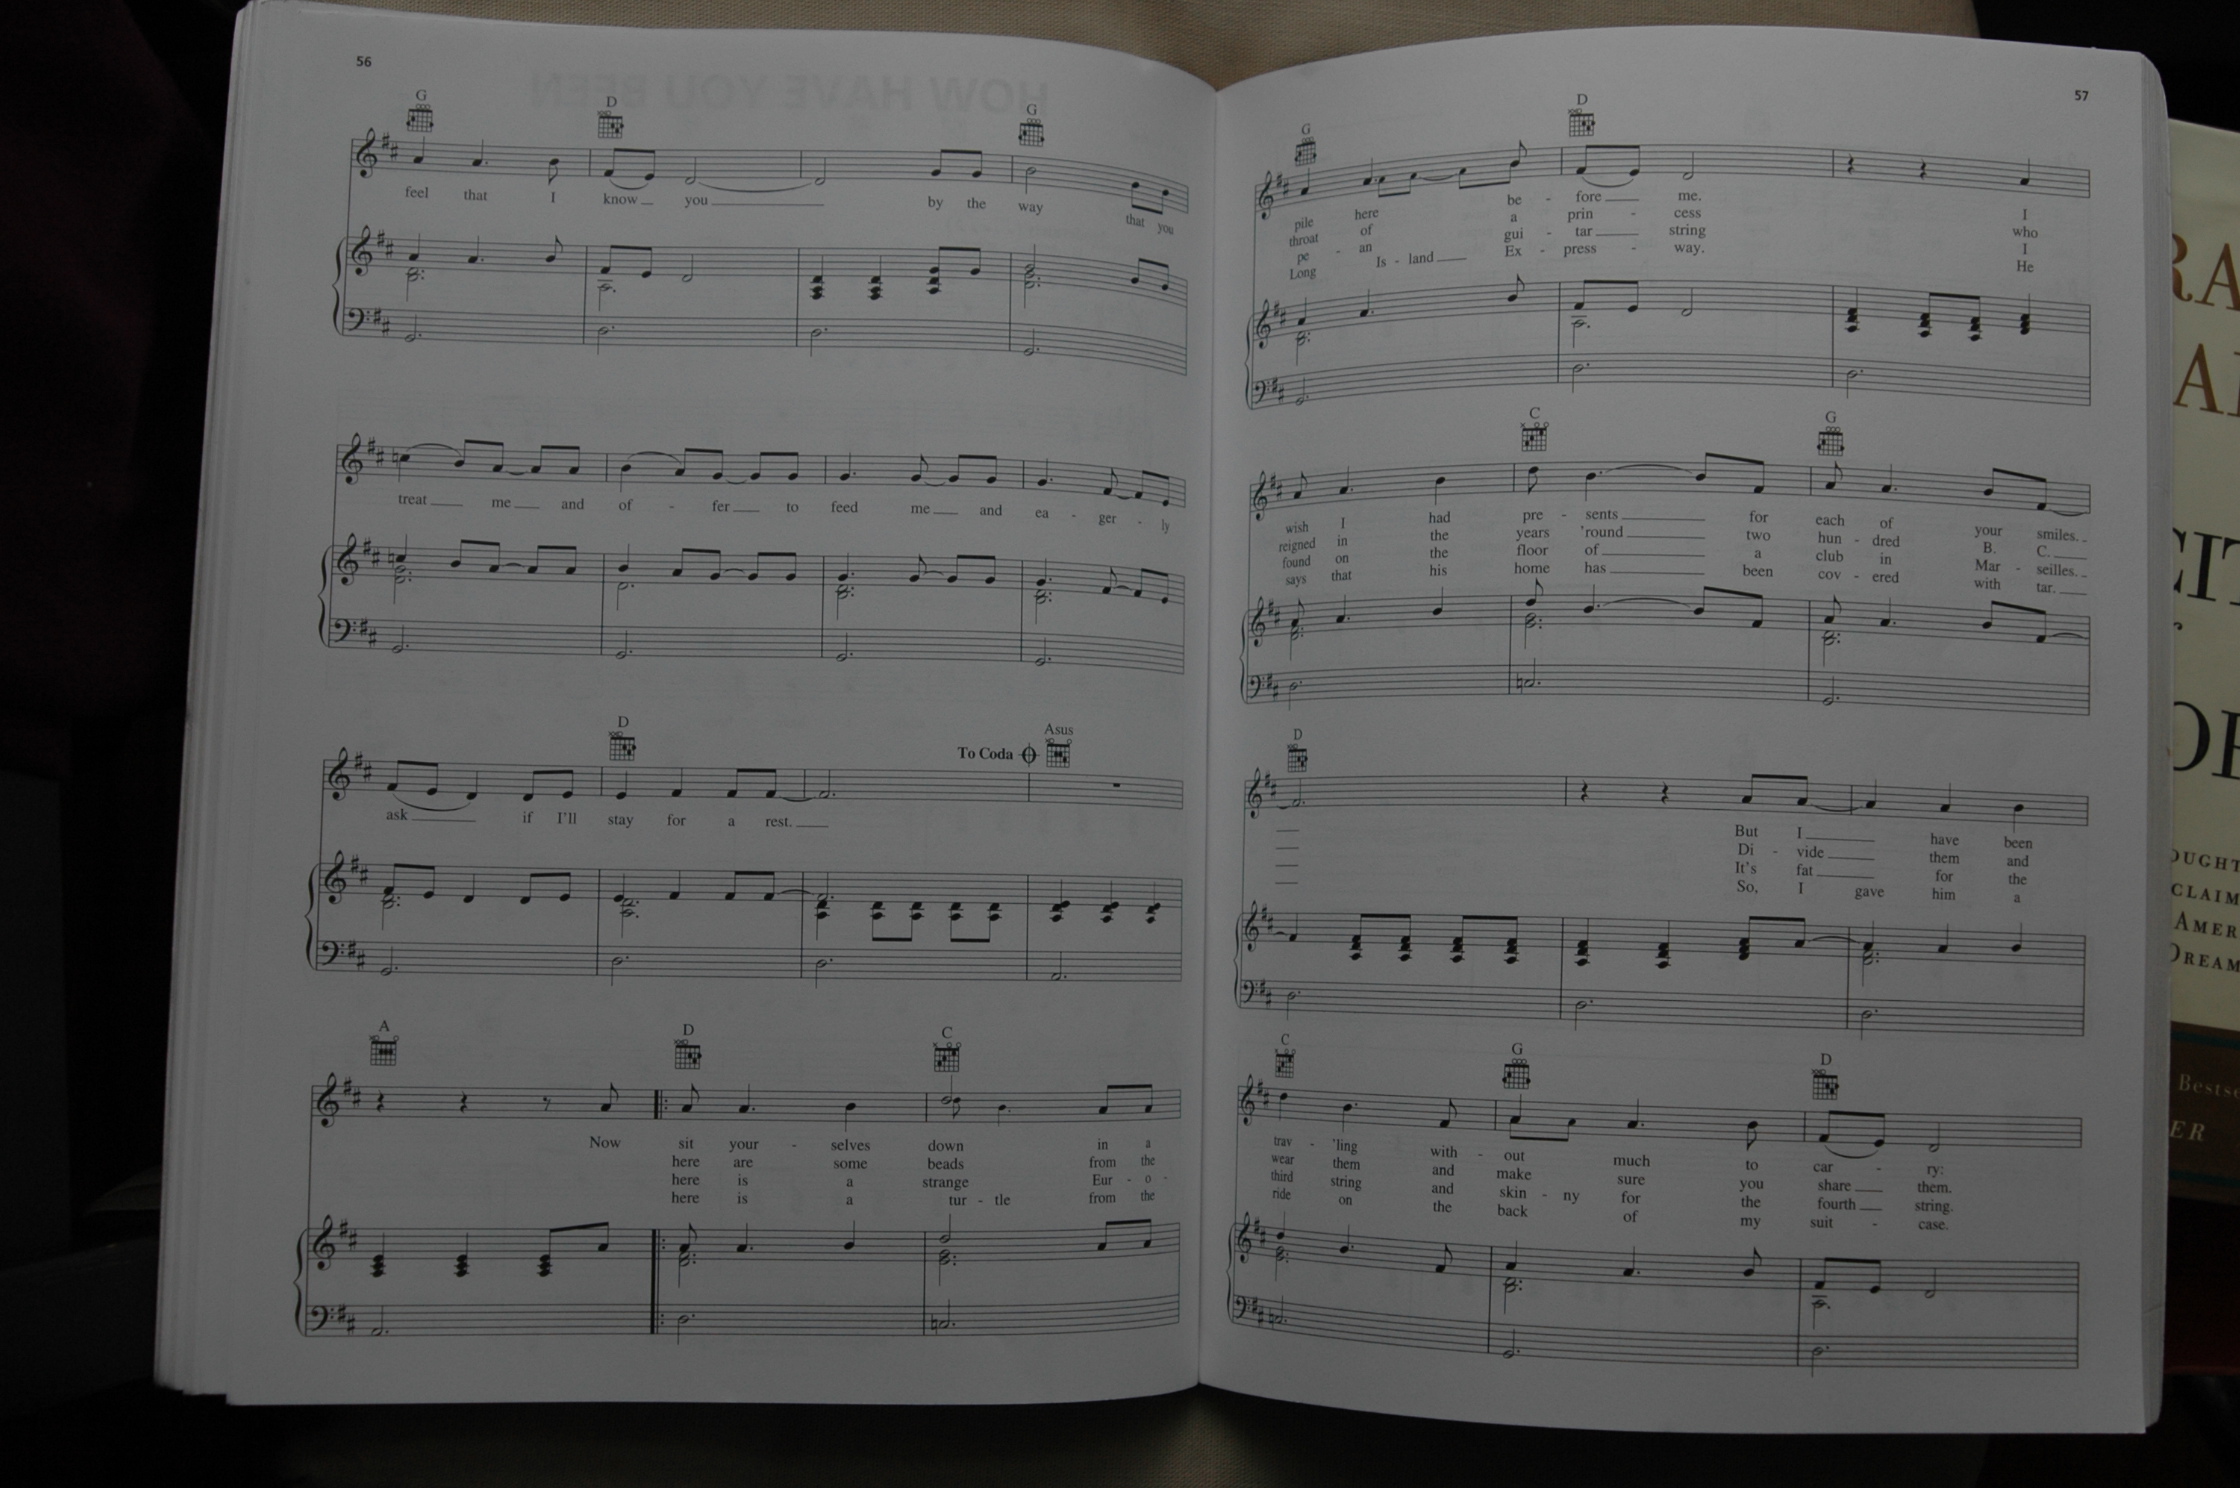 56
HOW HAVE YOU BEEN
G D G
feel that I know you by the way that you
treat me and of - fer to feed me and ea - ger - ly
D To Coda Asus
ask if I'll stay for a rest.
A D C
Now sit your - selves down in a
here are some beads from the
here is a strange Eur - o -
here is a tur - tle from the
57
G D
pile here be - fore me. I
throat of a prin - cess who
pe - an gui - tar string I
Long Is - land Ex - press - way. He
C G
wish I had pre - sents for each of your smiles.
reigned in the years 'round two hun - dred B. C.
found on the floor of a club in Mar - seilles.
says that his home has been cov - ered with tar.
D
But I have been
Di - vide them and
It's fat for the
So, I gave him a
C G D
trav - 'ling with - out much to car - ry:
wear them and make sure you share them.
third string and skin - ny for the fourth string.
ride on the back of my suit - case.
RA
CIT
OUGHT
CLAIM
AMER
DREAM
Bestse
ER